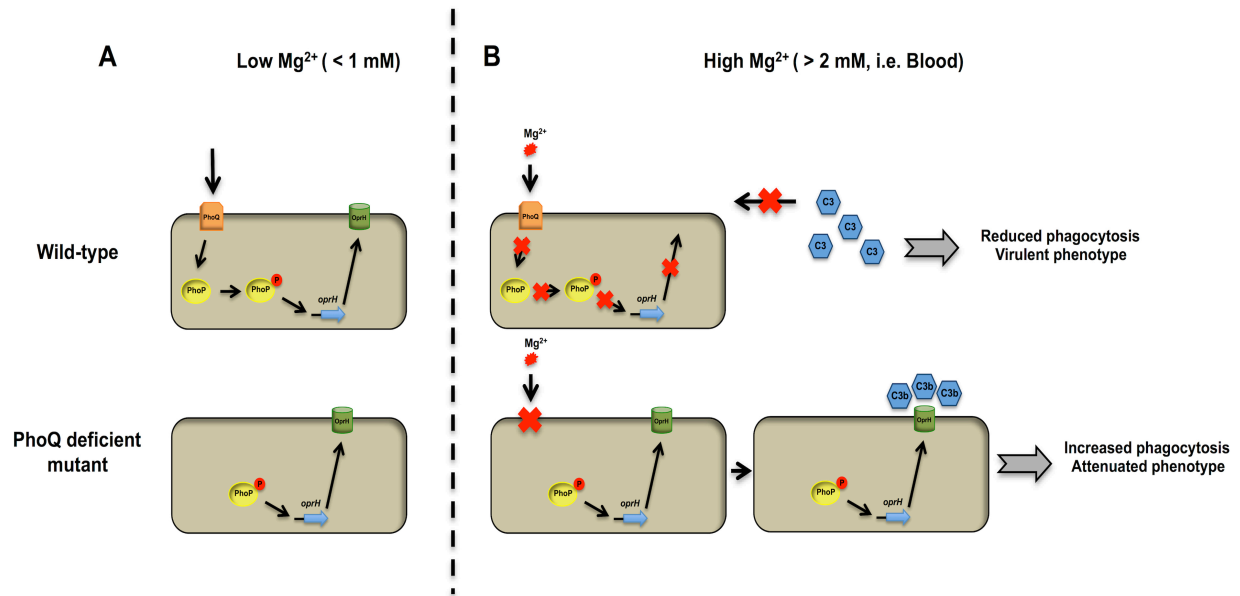 A
Low Mg2+ ( < 1 mM)
B
High Mg2+ ( > 2 mM, i.e. Blood)
Wild-type
PhoQ
OprH
PhoP
PhoP
P
oprH
Mg2+
PhoQ
PhoP
PhoP
P
oprH
C3
C3
C3
C3
Reduced phagocytosis
Virulent phenotype
PhoQ deficient
mutant
OprH
PhoP
P
oprH
Mg2+
OprH
PhoP
P
oprH
C3b
C3b
C3b
OprH
PhoP
P
oprH
Increased phagocytosis
Attenuated phenotype